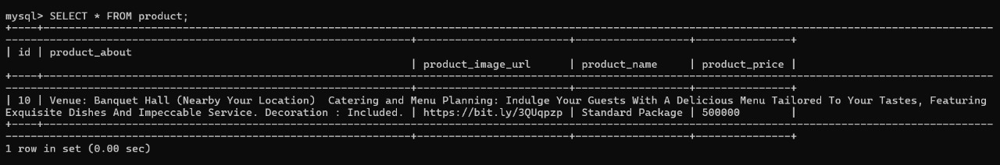 mysql> SELECT * FROM product;
+----+----------------------------------------------------------------------------------------------------------------------------------------------------
----------------------------------------------------------------+------------------------+------------------+---------------+
| id | product_about
| product_image_url | product_name | product_price |
+----+----------------------------------------------------------------------------------------------------------------------------------------------------
----------------------------------------------------------------+------------------------+------------------+---------------+
| 10 | Venue: Banquet Hall (Nearby Your Location)  Catering and Menu Planning: Indulge Your Guests With A Delicious Menu Tailored To Your Tastes, Featuring
Exquisite Dishes And Impeccable Service. Decoration : Included. | https://bit.ly/3QUqpzp | Standard Package | 500000 |
+----+----------------------------------------------------------------------------------------------------------------------------------------------------
----------------------------------------------------------------+------------------------+------------------+---------------+
1 row in set (0.00 sec)